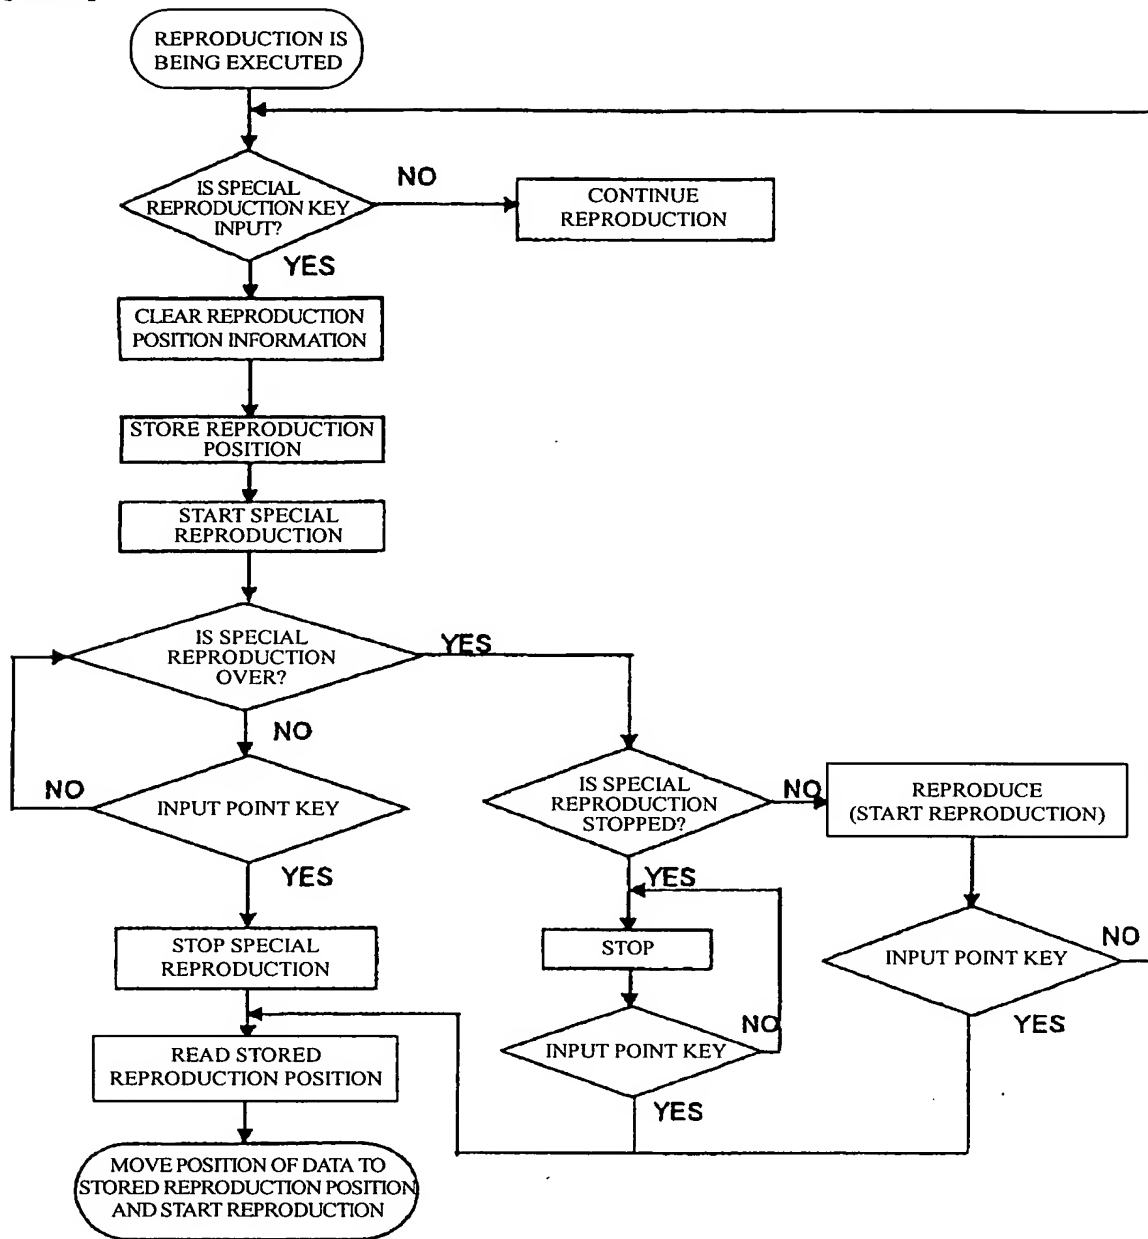 REPRODUCTION IS
BEING EXECUTED
IS SPECIAL
REPRODUCTION KEY
INPUT?
NO
CONTINUE
REPRODUCTION
YES
CLEAR REPRODUCTION
POSITION INFORMATION
STORE REPRODUCTION
POSITION
START SPECIAL
REPRODUCTION
IS SPECIAL
REPRODUCTION
OVER?
YES
NO
NO
INPUT POINT KEY
YES
STOP SPECIAL
REPRODUCTION
IS SPECIAL
REPRODUCTION
STOPPED?
NO
REPRODUCE
(START REPRODUCTION)
YES
STOP
INPUT POINT KEY
NO
YES
INPUT POINT KEY
NO
YES
READ STORED
REPRODUCTION POSITION
MOVE POSITION OF DATA TO
STORED REPRODUCTION POSITION
AND START REPRODUCTION